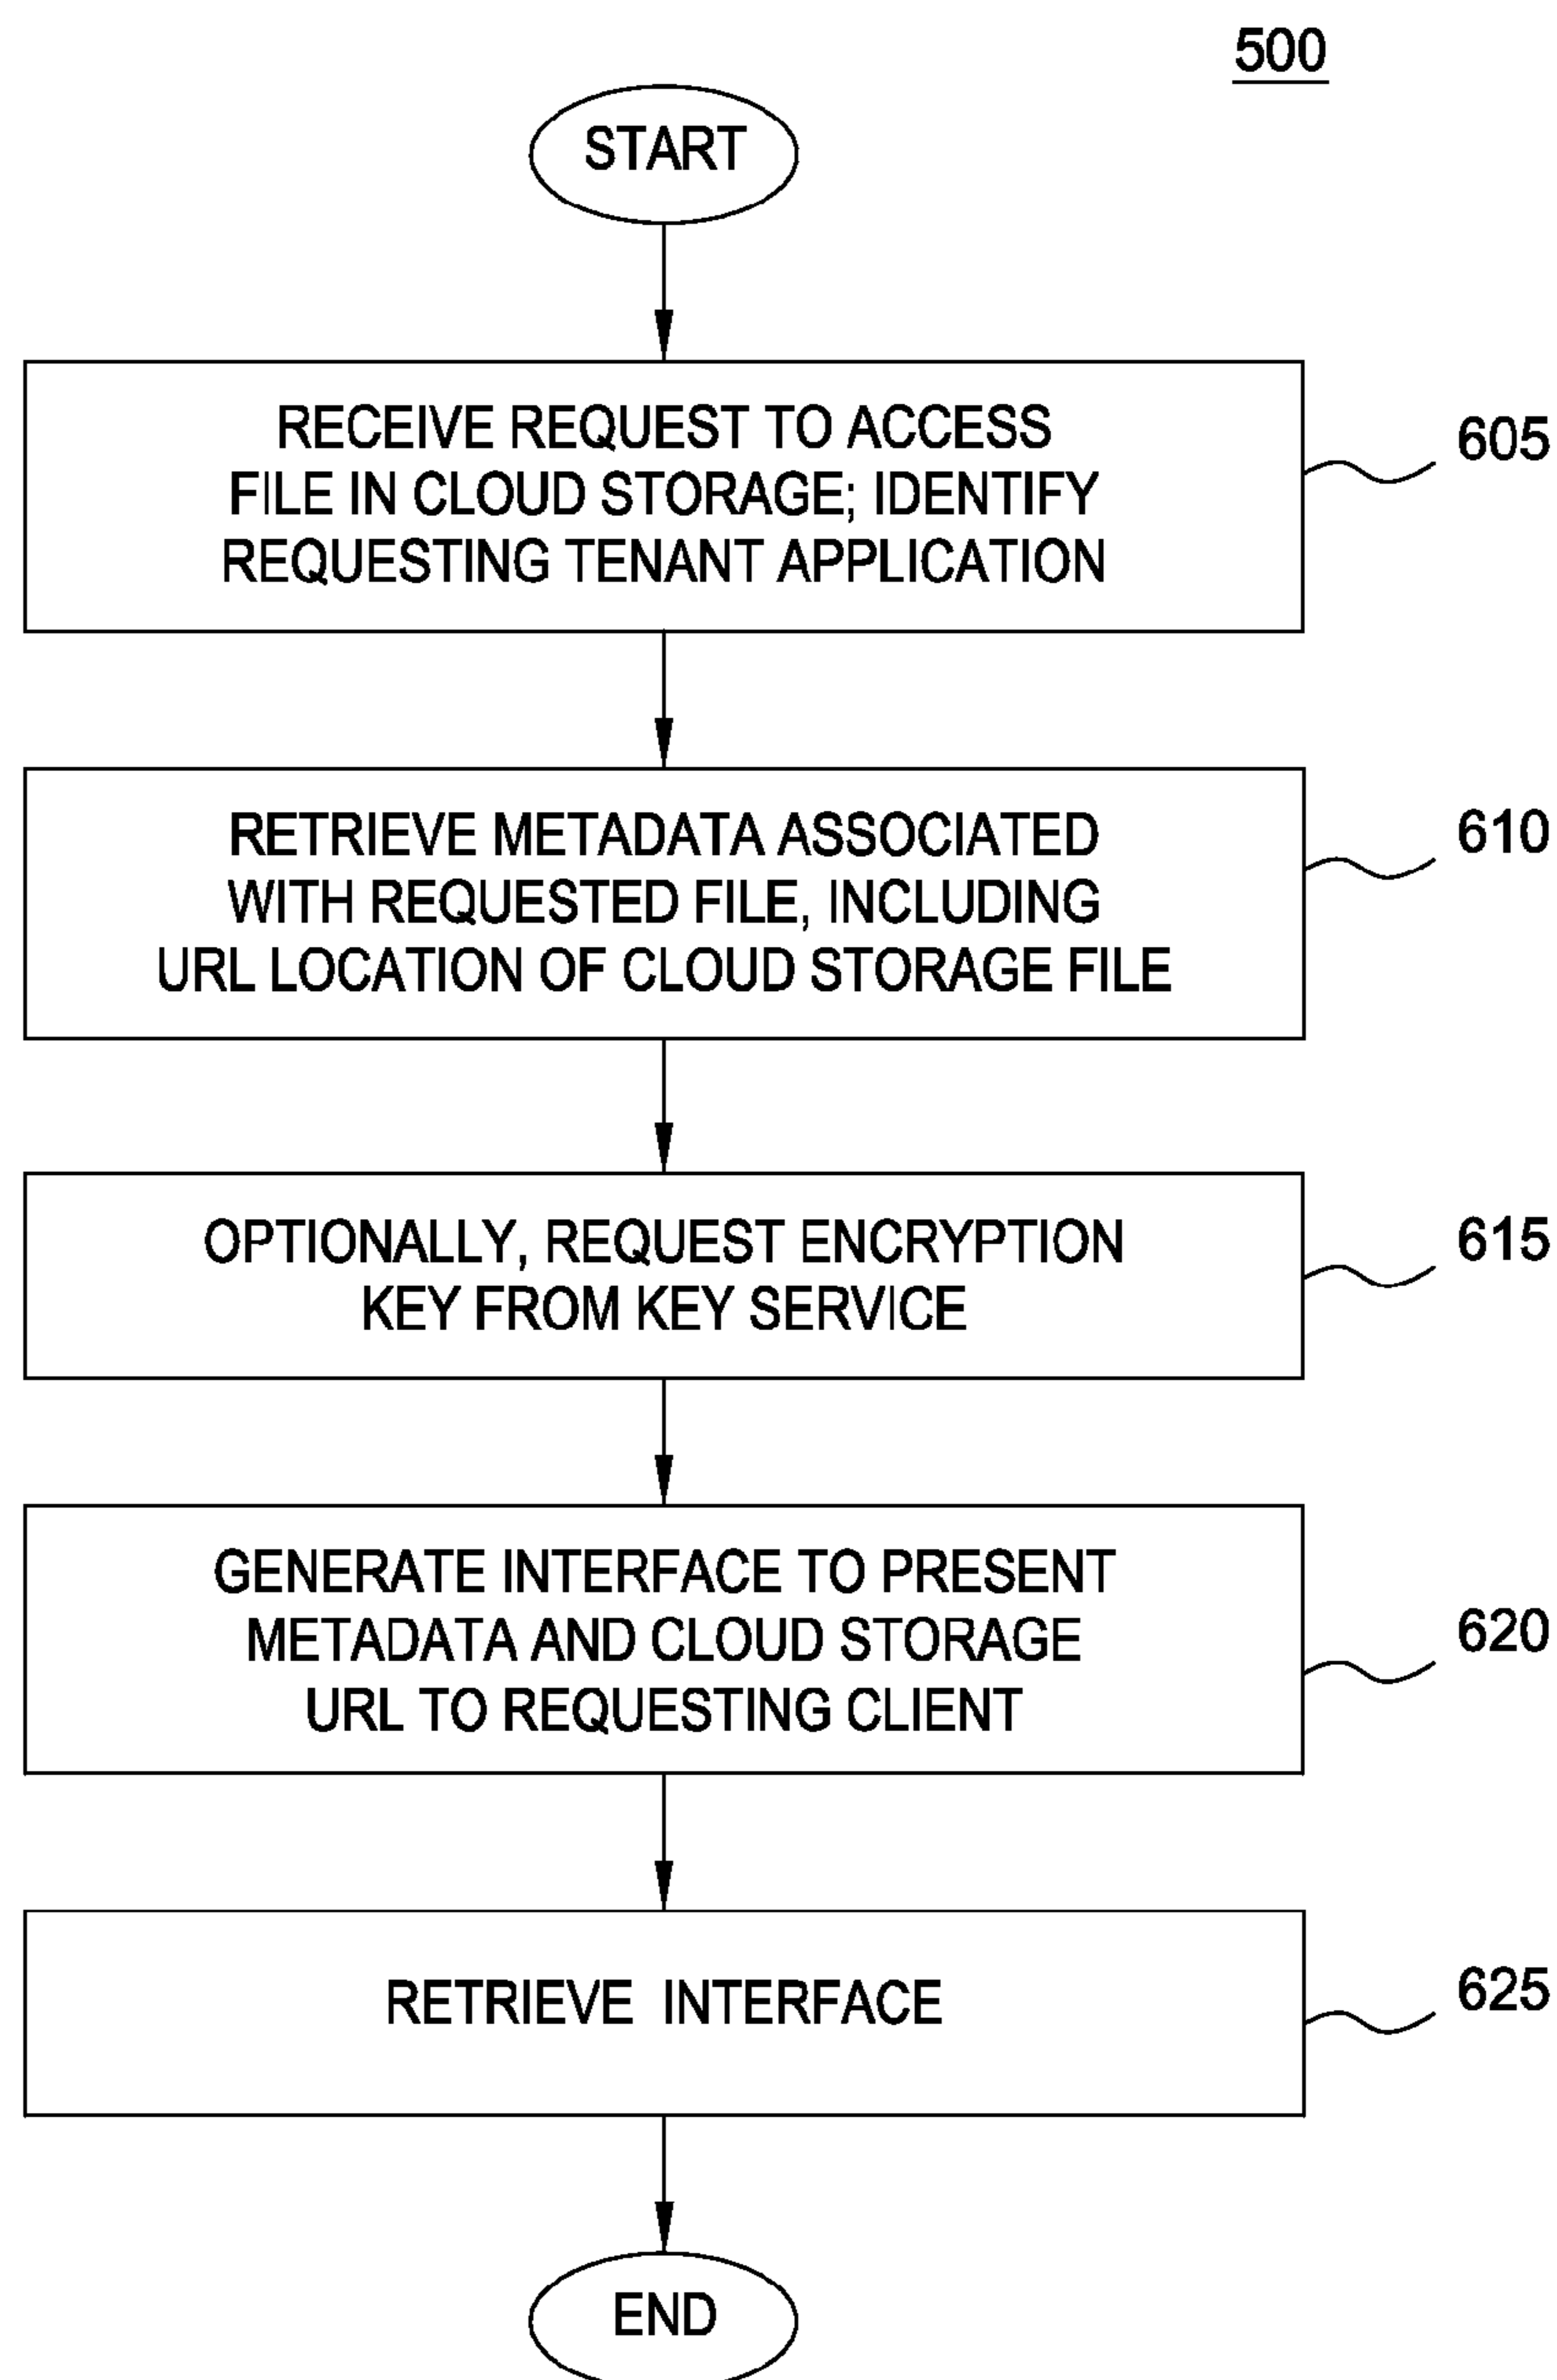 500
START
RECEIVE REQUEST TO ACCESS
FILE IN CLOUD STORAGE; IDENTIFY
REQUESTING TENANT APPLICATION
605
RETRIEVE METADATA ASSOCIATED
WITH REQUESTED FILE, INCLUDING
URL LOCATION OF CLOUD STORAGE FILE
610
OPTIONALLY, REQUEST ENCRYPTION
KEY FROM KEY SERVICE
615
GENERATE INTERFACE TO PRESENT
METADATA AND CLOUD STORAGE
URL TO REQUESTING CLIENT
620
RETRIEVE INTERFACE
625
END